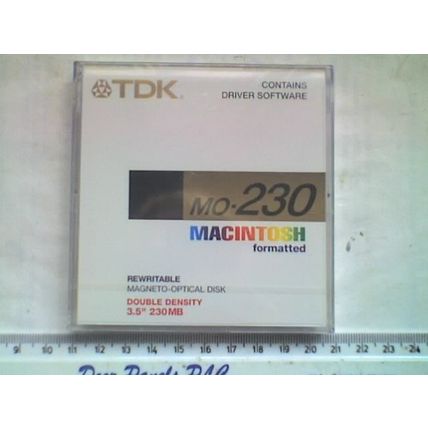 TDK
CONTAINS
DRIVER SOFTWARE
MO-230
MACINTOSH
formatted
REWRITABLE
MAGNETO-OPTICAL DISK
DOUBLE DENSITY
3.5" 230MB
9 10 11 12 13 14 15 16 17 18 19 20 21 22 23 24